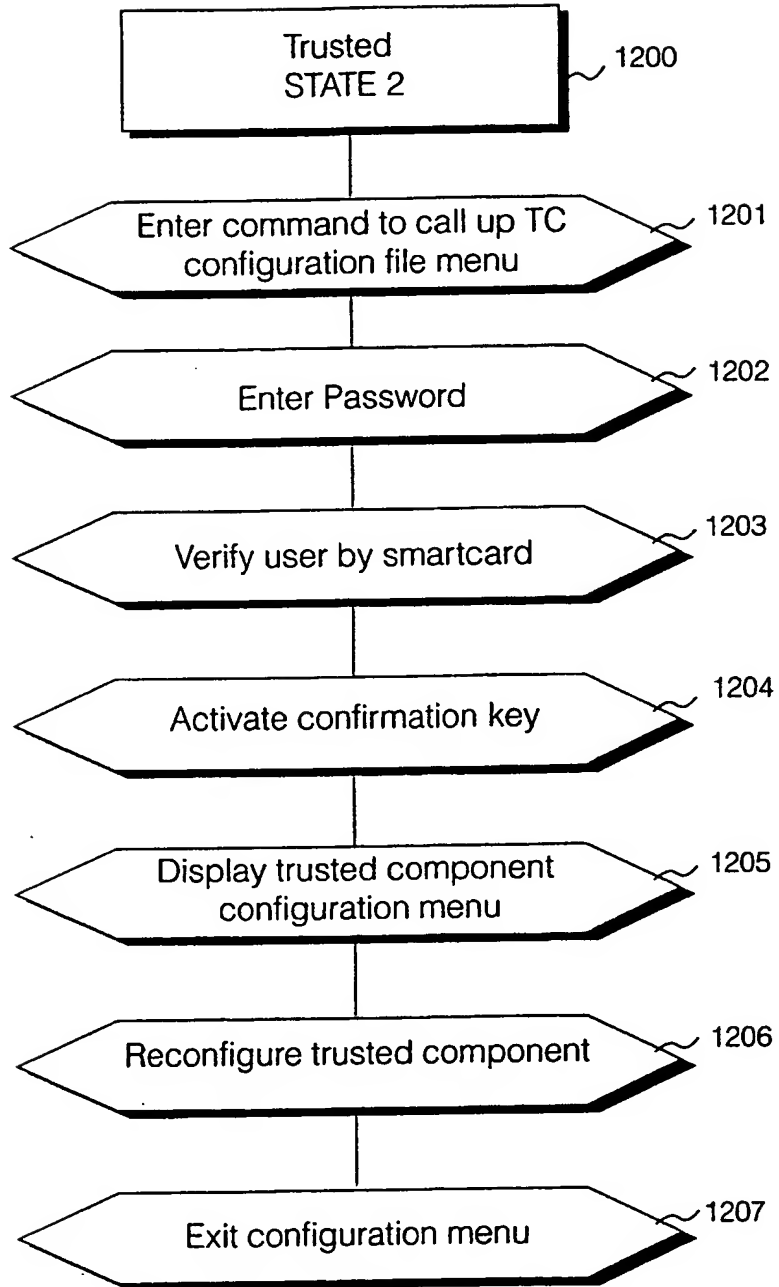 Trusted
STATE 2
1200
Enter command to call up TC
configuration file menu
1201
Enter Password
1202
Verify user by smartcard
1203
Activate confirmation key
1204
Display trusted component
configuration menu
1205
Reconfigure trusted component
1206
Exit configuration menu
1207